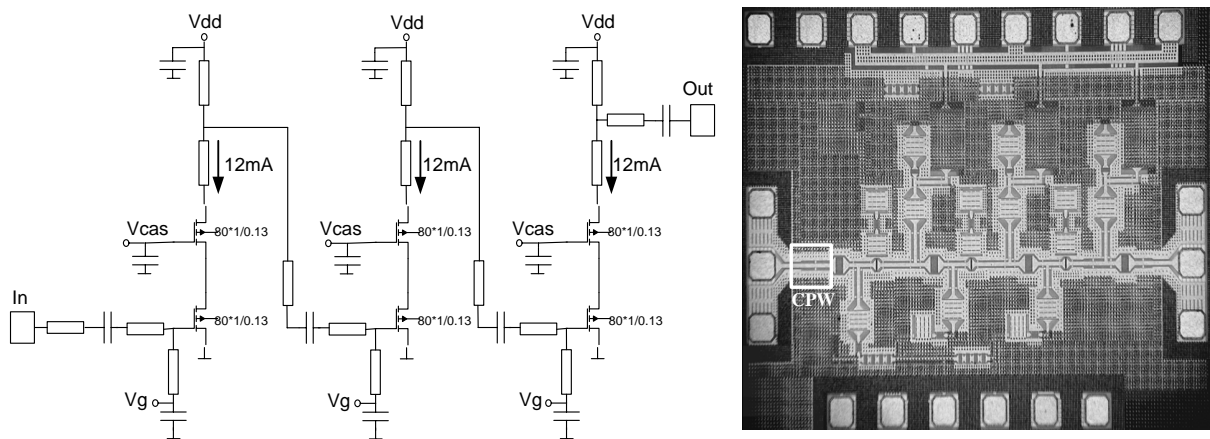 Vdd
Vdd
Vdd
Out
12mA
12mA
12mA
Vcas
80*1/0.13
Vcas
80*1/0.13
Vcas
80*1/0.13
In
80*1/0.13
80*1/0.13
80*1/0.13
Vg
Vg
Vg
CPW